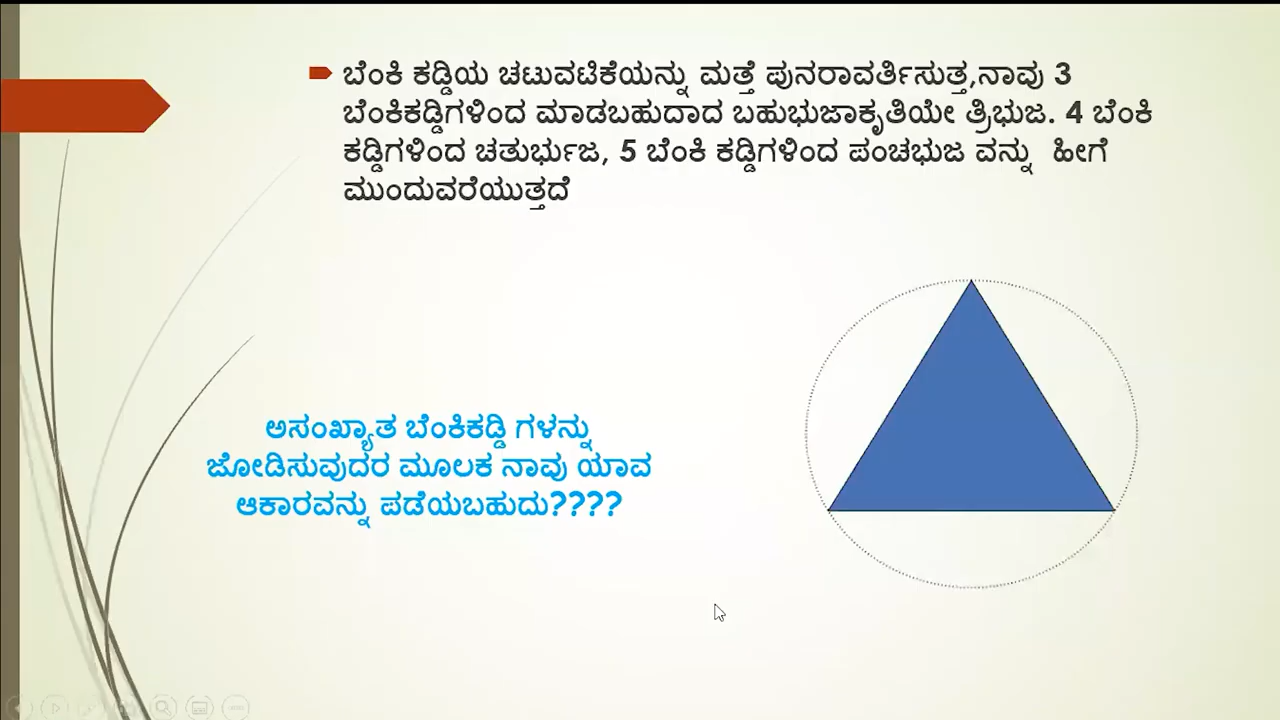 ಬೆಂಕಿ ಕಡ್ಡಿಯ ಚಟುವಟಿಕೆಯನ್ನು ಮತ್ತೆ ಪುನರಾವರ್ತಿಸುತ್ತ,ನಾವು 3
ಬೆಂಕಿಕಡ್ಡಿಗಳಿಂದ ಮಾಡಬಹುದಾದ ಬಹುಭುಜಾಕೃತಿಯೇ ತ್ರಿಭುಜ. 4 ಬೆಂಕಿ
ಕಡ್ಡಿಗಳಿಂದ ಚತುರ್ಭುಜ, 5 ಬೆಂಕಿ ಕಡ್ಡಿಗಳಿಂದ ಪಂಚಭುಜ ವನ್ನು ಹೀಗೆ
ಮುಂದುವರೆಯುತ್ತದೆ
ಅಸಂಖ್ಯಾತ ಬೆಂಕಿಕಡ್ಡಿ ಗಳನ್ನು
ಜೋಡಿಸುವುದರ ಮೂಲಕ ನಾವು ಯಾವ
ಆಕಾರವನ್ನು ಪಡೆಯಬಹುದು????